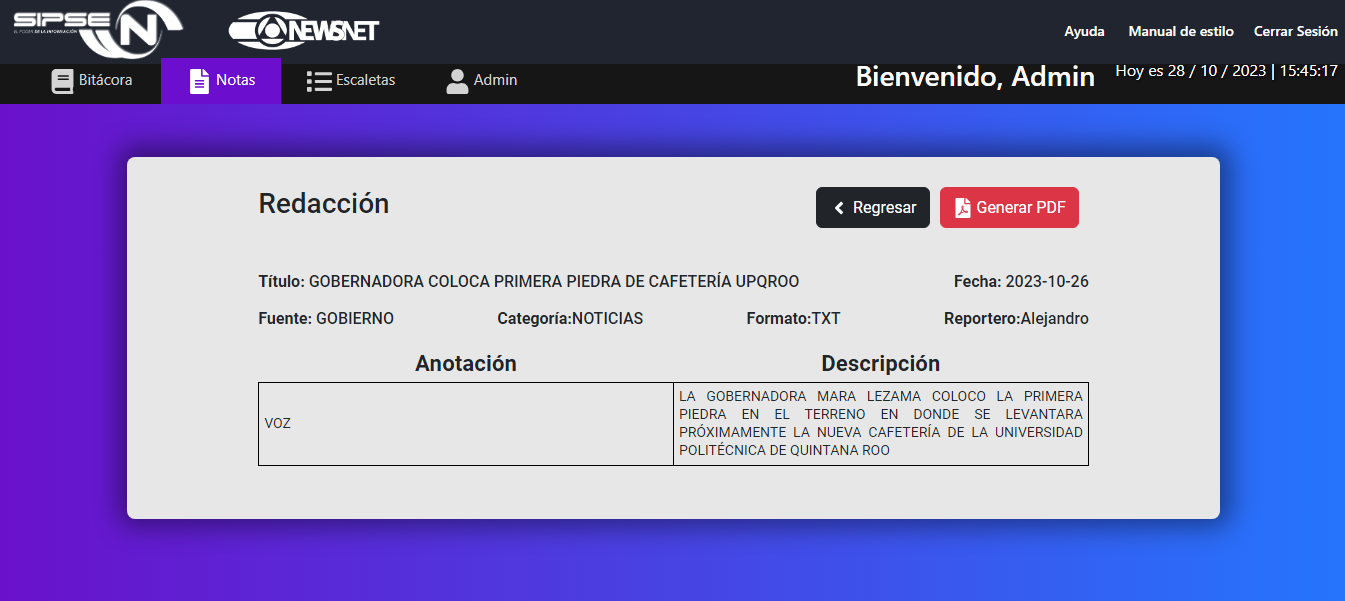 SIPSE
EL PODER DE LA INFORMACIÓN
N
NEWSNET
Ayuda Manual de estilo Cerrar Sesión
Bitácora Notas Escaletas Admin
Bienvenido, Admin Hoy es 28 / 10 / 2023 | 15:45:17
Redacción
Regresar Generar PDF
Título: GOBERNADORA COLOCA PRIMERA PIEDRA DE CAFETERÍA UPQROO Fecha: 2023-10-26
Fuente: GOBIERNO Categoría:NOTICIAS Formato:TXT Reportero:Alejandro
Anotación Descripción
VOZ
LA GOBERNADORA MARA LEZAMA COLOCO LA PRIMERA
PIEDRA EN EL TERRENO EN DONDE SE LEVANTARA
PRÓXIMAMENTE LA NUEVA CAFETERÍA DE LA UNIVERSIDAD
POLITÉCNICA DE QUINTANA ROO